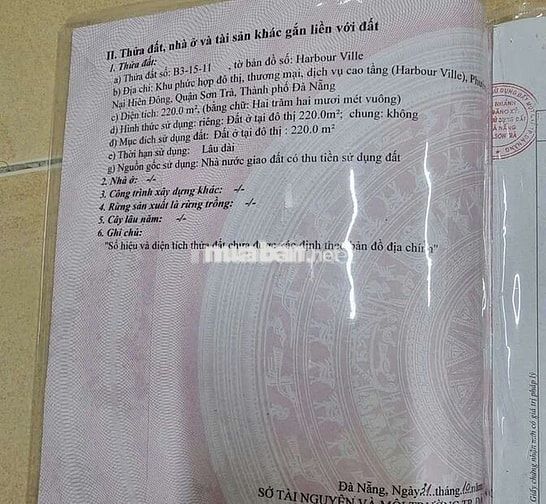 II. Thửa đất, nhà ở và tài sản khác gắn liền với đất
1. Thửa đất:
a) Thửa đất số: B3-15-11 , tờ bản đồ số: Harbour Ville
b) Địa chỉ: Khu phức hợp đô thị, thương mại, dịch vụ cao tầng (Harbour Ville),
Nại Hiên Đông, Quận Sơn Trà, Thành phố Đà Nẵng
c) Diện tích: 220.0 m², (bằng chữ: Hai trăm hai mươi mét vuông)
d) Hình thức sử dụng: riêng: Đất ở tại đô thị 220.0m²; chung: không
đ) Mục đích sử dụng đất: Đất ở tại đô thị : 220.0 m²
e) Thời hạn sử dụng: Lâu dài
g) Nguồn gốc sử dụng: Nhà nước giao đất có thu tiền sử dụng đất
2. Nhà ở: -/-
3. Công trình xây dựng khác: -/-
4. Rừng sản xuất là rừng trồng: -/-
5. Cây lâu năm: -/-
6. Ghi chú:
"Số hiệu và diện tích thửa đất chưa được xác định theo bản đồ địa chính"
muaban.net
Đà Nẵng, Ngày 31 tháng 10
SỞ TÀI NGUYÊN VÀ MÔI TRƯỜNG TP